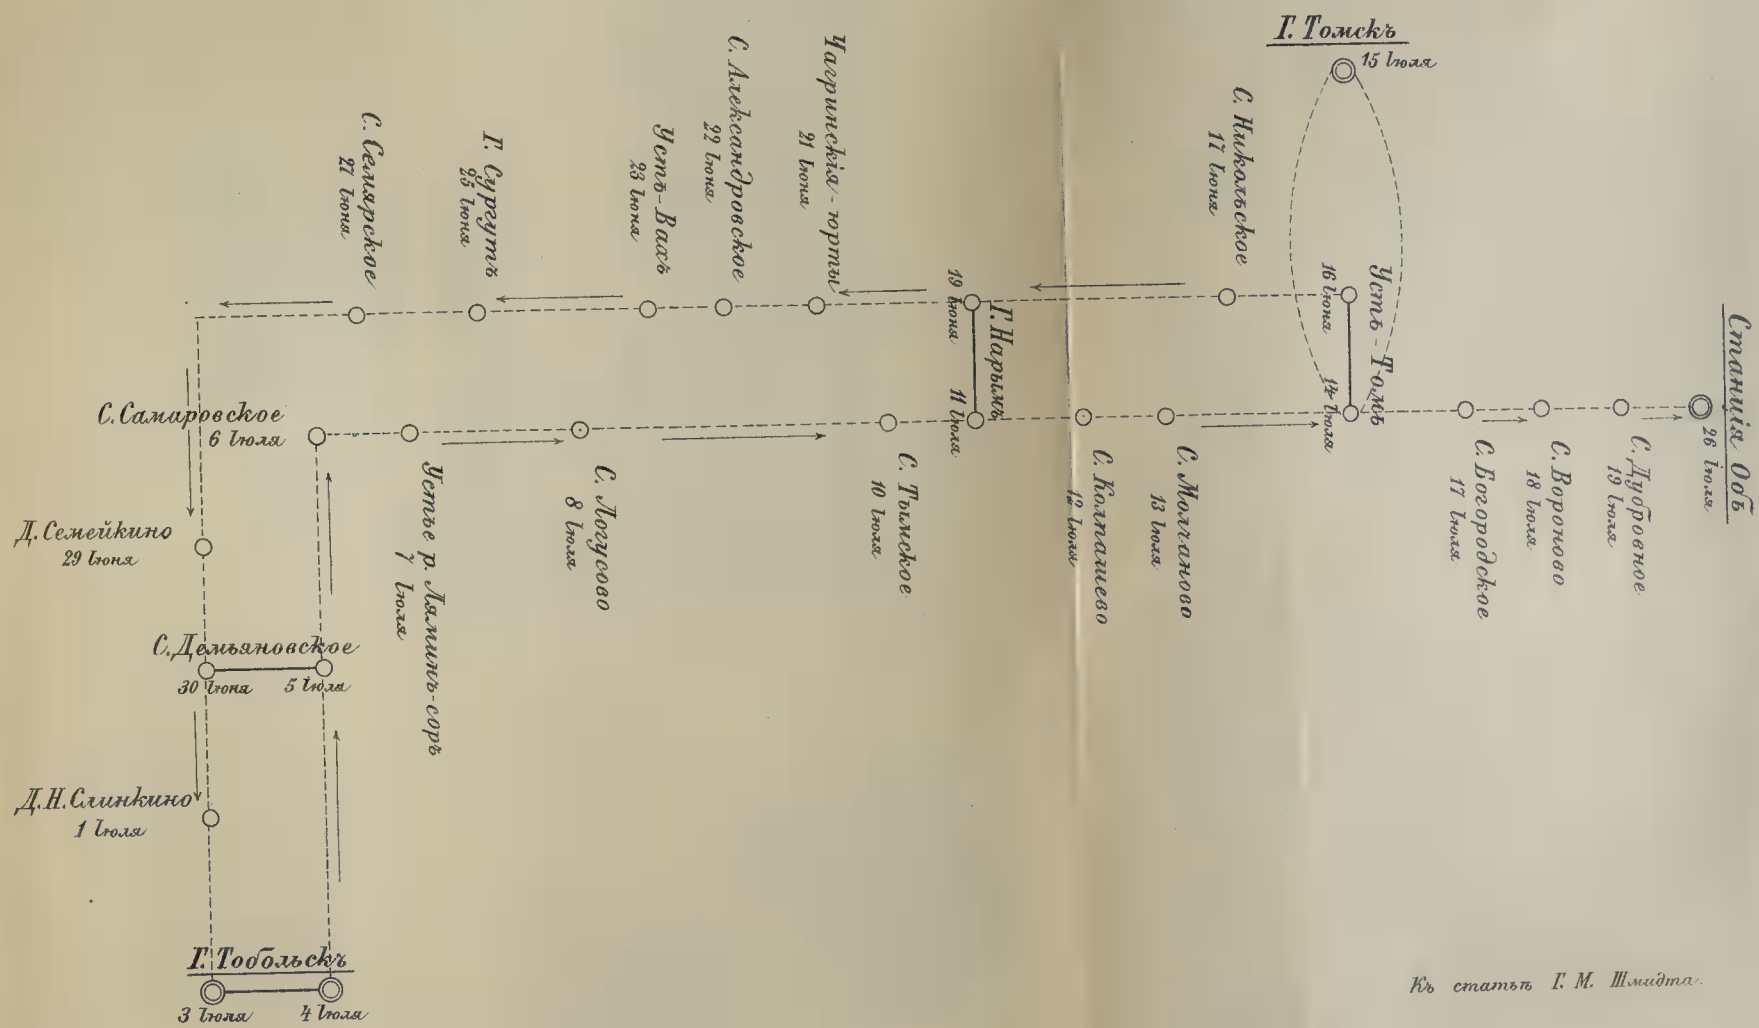 Г. Томскъ
15 Іюля
Чагринскія-юрты
21 Іюня
С. Александровское
22 Іюня
Усть-Вахъ
23 Іюня
Г. Сургутъ
25 Іюня
С. Семярское
27 Іюня
С. Никольское
17 Іюня
Усть-Томь
16 Іюня
14 Іюля
Г. Нарымъ
19 Іюня
11 Іюля
Станція Обь
26 Іюля
С. Самаровское
6 Іюля
Устье р. Ляминъ-соръ
7 Іюля
С. Логусово
8 Іюля
С. Тымское
10 Іюля
С. Колпашево
12 Іюля
С. Молчаново
13 Іюля
С. Богородское
17 Іюля
С. Вороново
18 Іюля
С. Дубровное
19 Іюля
Д. Семейкино
29 Іюня
С. Демьяновское
30 Іюня
5 Іюля
Д. Н. Слинкино
1 Іюля
Г. Тобольскъ
3 Іюля
4 Іюля
Къ статьѣ Г. М. Шмидта.